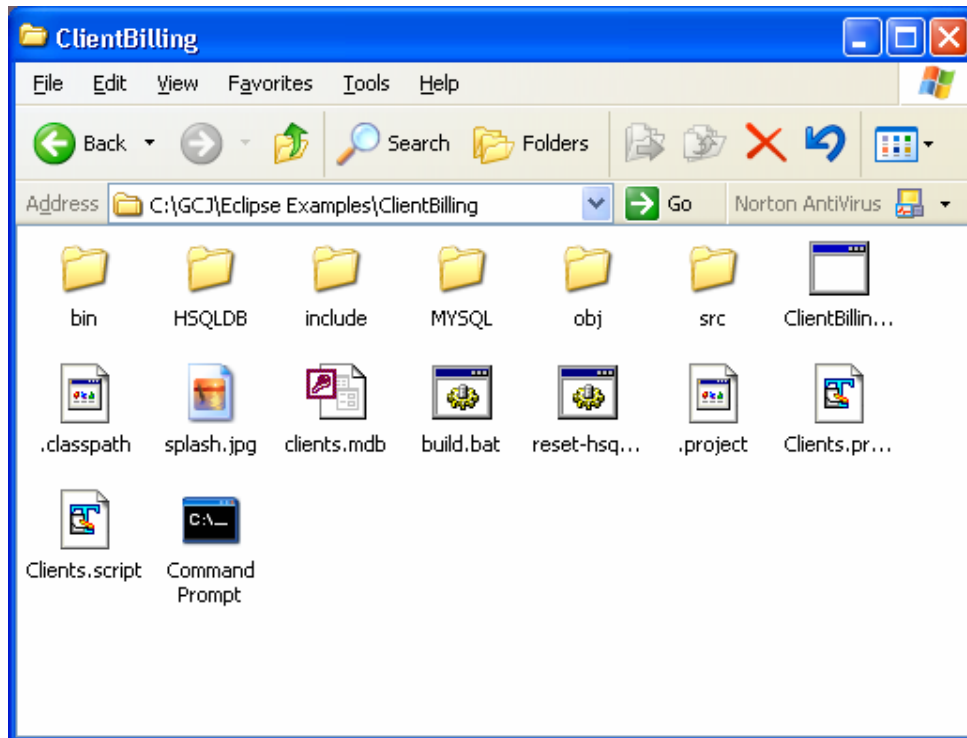 ClientBilling
File Edit View Favorites Tools Help
Back Search Folders
Address C:\GCJ\Eclipse Examples\ClientBilling Go Norton AntiVirus
bin HSQLDB include MYSQL obj src ClientBillin...
.classpath splash.jpg clients.mdb build.bat reset-hsq... .project Clients.pr...
Clients.script Command
Prompt